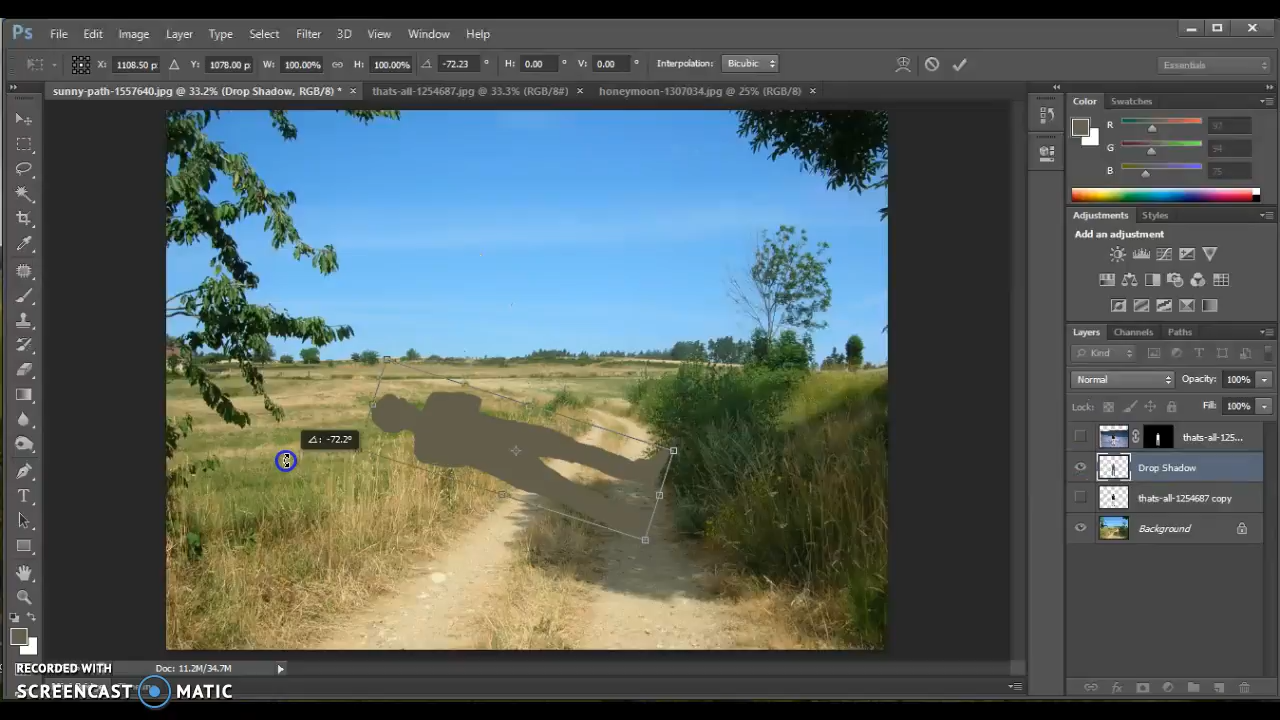 Ps File Edit Image Layer Type Select Filter 3D View Window Help
X: 1108.50 p Y: 1078.00 p W: 100.00% H: 100.00% -72.23 ° H: 0.00 ° V: 0.00 ° Interpolation: Bicubic Essentials
sunny-path-1557640.jpg @ 33.2% (Drop Shadow, RGB/8) * × thats-all-1254687.jpg @ 33.3% (RGB/8#) × honeymoon-1307034.jpg @ 25% (RGB/8) ×
Color Swatches
R 97
G 94
B 75
Adjustments Styles
Add an adjustment
Layers Channels Paths
Kind
Normal Opacity: 100%
Lock: Fill: 100%
thats-all-125...
Drop Shadow
thats-all-1254687 copy
Background
: -72.2°
Doc: 11.2M/34.7M
RECORDED WITH
SCREENCAST MATIC